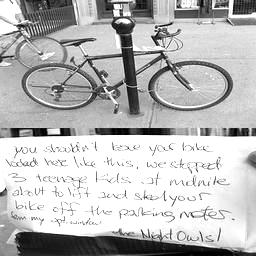 you shouldn't leave your bike
locked here like this, we stopped
3 teenage kids at midnite
about to lift and steal your
bike off the parking meter.
from my apt. window
the Night Owls!